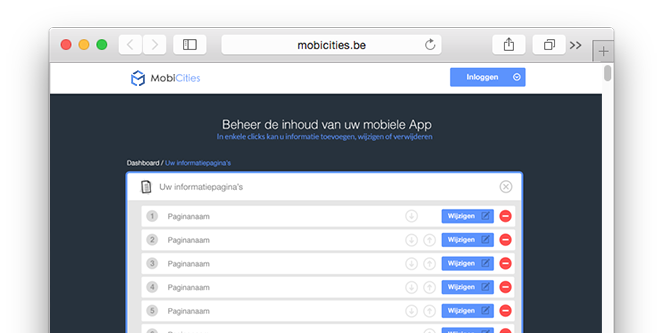 mobicities.be
MobiCities
Inloggen
Beheer de inhoud van uw mobiele App
In enkele clicks kan u informatie toevoegen, wijzigen of verwijderen
Dashboard / Uw informatiepagina's
Uw informatiepagina's
1 Paginanaam Wijzigen
2 Paginanaam Wijzigen
3 Paginanaam Wijzigen
4 Paginanaam Wijzigen
5 Paginanaam Wijzigen